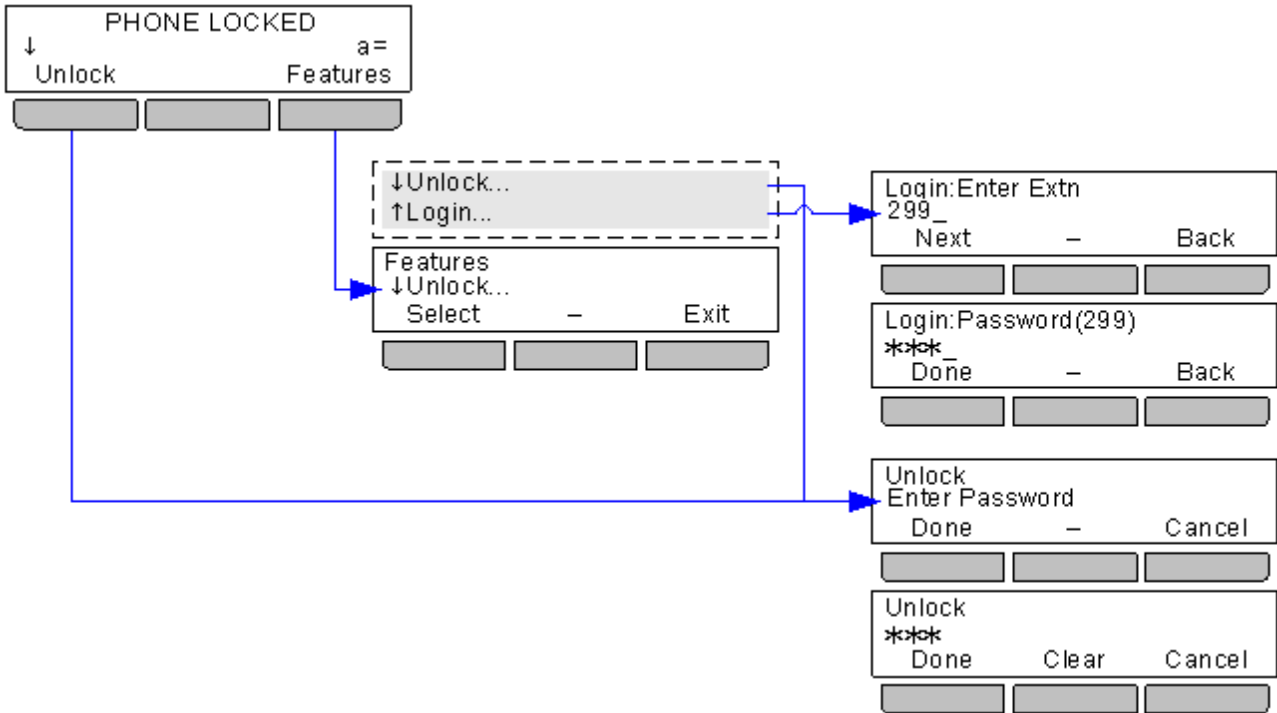 PHONE LOCKED
↓ a=
Unlock Features
↓Unlock...
↑Login...
Features
↓Unlock...
Select – Exit
Login:Enter Extn
299_
Next – Back
Login:Password(299)
***_
Done – Back
Unlock
Enter Password
Done – Cancel
Unlock
***
Done Clear Cancel